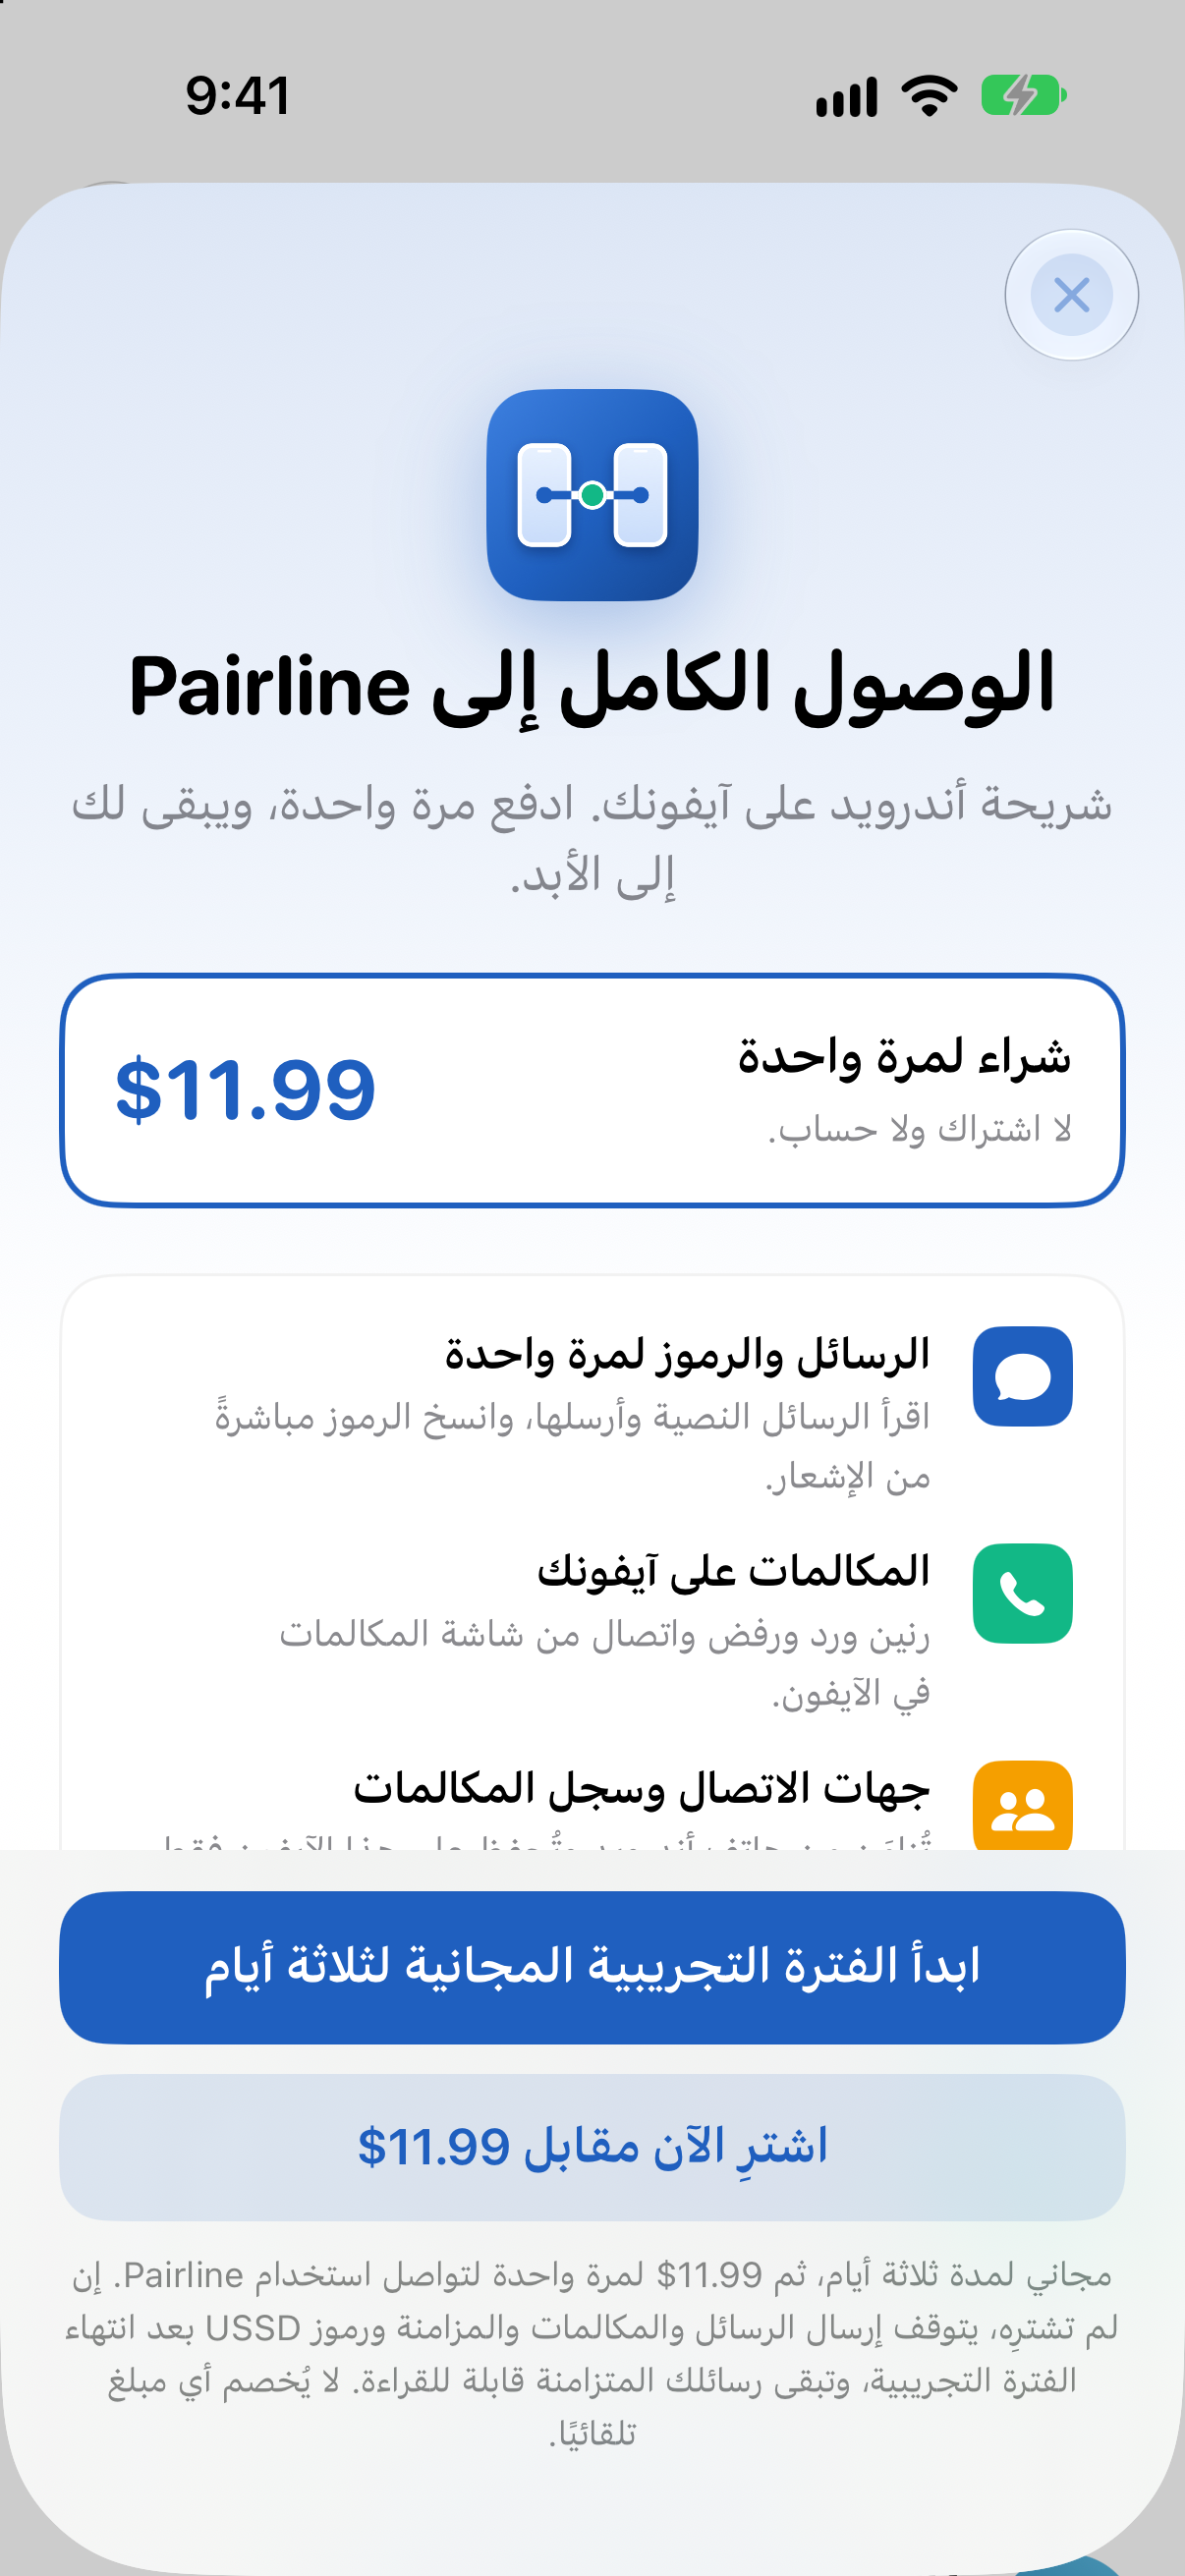 9:41
الوصول الكامل إلى Pairline
شريحة أندرويد على آيفونك. ادفع مرة واحدة، ويبقى لك
إلى الأبد.
شراء لمرة واحدة
لا اشتراك ولا حساب.
$11.99
الرسائل والرموز لمرة واحدة
اقرأ الرسائل النصية وأرسلها، وانسخ الرموز مباشرةً
من الإشعار.
المكالمات على آيفونك
رنين ورد ورفض واتصال من شاشة المكالمات
في الآيفون.
جهات الاتصال وسجل المكالمات
ابدأ الفترة التجريبية المجانية لثلاثة أيام
اشترِ الآن مقابل 11.99$
مجاني لمدة ثلاثة أيام، ثم 11.99$ لمرة واحدة لتواصل استخدام Pairline. إن
لم تشترِه، يتوقف إرسال الرسائل والمكالمات والمزامنة ورموز USSD بعد انتهاء
الفترة التجريبية، وتبقى رسائلك المتزامنة قابلة للقراءة. لا يُخصم أي مبلغ
تلقائيًا.